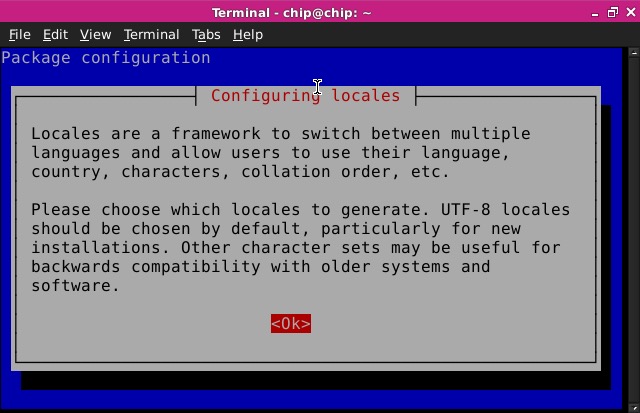 Terminal - chip@chip: ~
File Edit View Terminal Tabs Help
Package configuration
Configuring locales
Locales are a framework to switch between multiple
languages and allow users to use their language,
country, characters, collation order, etc.
Please choose which locales to generate. UTF-8 locales
should be chosen by default, particularly for new
installations. Other character sets may be useful for
backwards compatibility with older systems and
software.
<Ok>